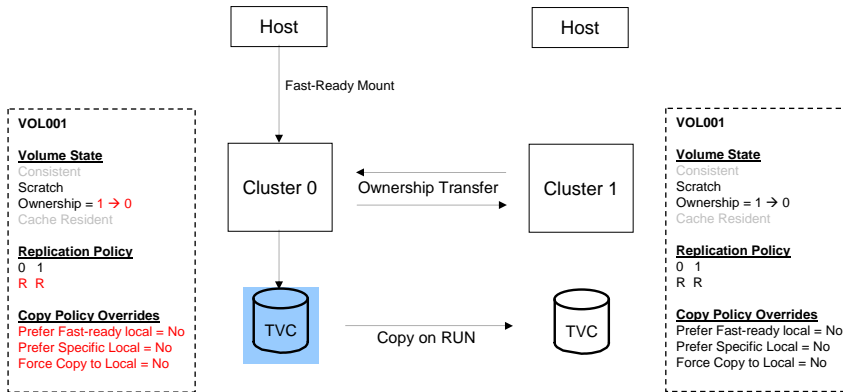 Host
Host
Fast-Ready Mount
VOL001
Volume State
Consistent
Scratch
Ownership = 1 → 0
Cache Resident
Replication Policy
0 1
R R
Copy Policy Overrides
Prefer Fast-ready local = No
Prefer Specific Local = No
Force Copy to Local = No
Cluster 0
Ownership Transfer
Cluster 1
TVC
Copy on RUN
TVC
VOL001
Volume State
Consistent
Scratch
Ownership = 1 → 0
Cache Resident
Replication Policy
0 1
R R
Copy Policy Overrides
Prefer Fast-ready local = No
Prefer Specific Local = No
Force Copy to Local = No